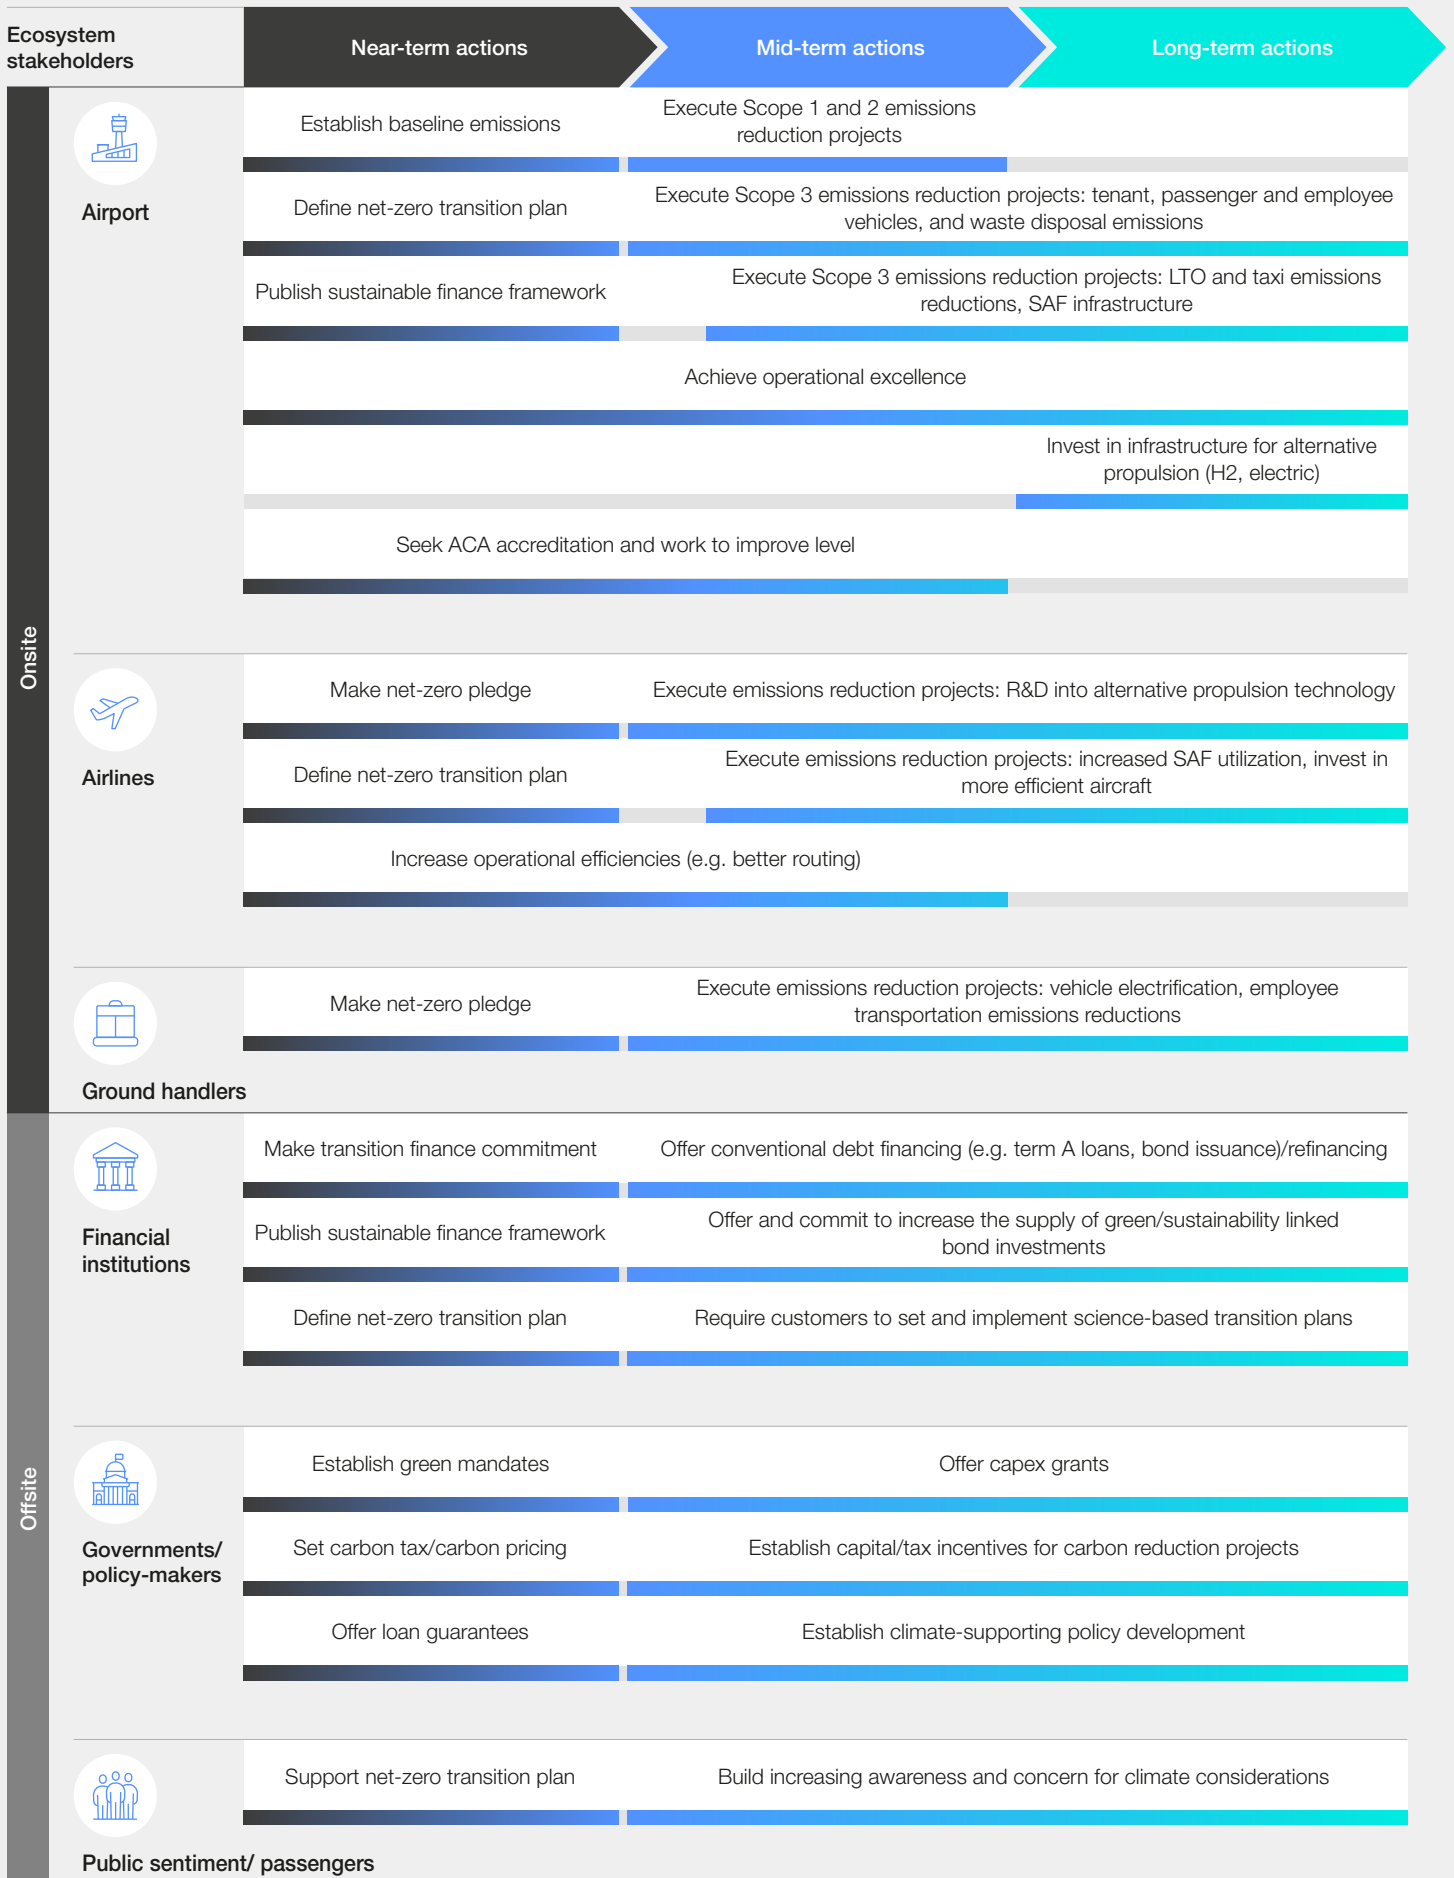 Ecosystem
stakeholders
Near-term actions
Mid-term actions
Long-term actions
Onsite
Airport
Establish baseline emissions
Execute Scope 1 and 2 emissions
reduction projects
Define net-zero transition plan
Execute Scope 3 emissions reduction projects: tenant, passenger and employee
vehicles, and waste disposal emissions
Publish sustainable finance framework
Execute Scope 3 emissions reduction projects: LTO and taxi emissions
reductions, SAF infrastructure
Achieve operational excellence
Invest in infrastructure for alternative
propulsion (H2, electric)
Seek ACA accreditation and work to improve level
Airlines
Make net-zero pledge
Execute emissions reduction projects: R&D into alternative propulsion technology
Define net-zero transition plan
Execute emissions reduction projects: increased SAF utilization, invest in
more efficient aircraft
Increase operational efficiencies (e.g. better routing)
Ground handlers
Make net-zero pledge
Execute emissions reduction projects: vehicle electrification, employee
transportation emissions reductions
Offsite
Financial
institutions
Make transition finance commitment
Offer conventional debt financing (e.g. term A loans, bond issuance)/refinancing
Publish sustainable finance framework
Offer and commit to increase the supply of green/sustainability linked
bond investments
Define net-zero transition plan
Require customers to set and implement science-based transition plans
Governments/
policy-makers
Establish green mandates
Offer capex grants
Set carbon tax/carbon pricing
Establish capital/tax incentives for carbon reduction projects
Offer loan guarantees
Establish climate-supporting policy development
Public sentiment/ passengers
Support net-zero transition plan
Build increasing awareness and concern for climate considerations